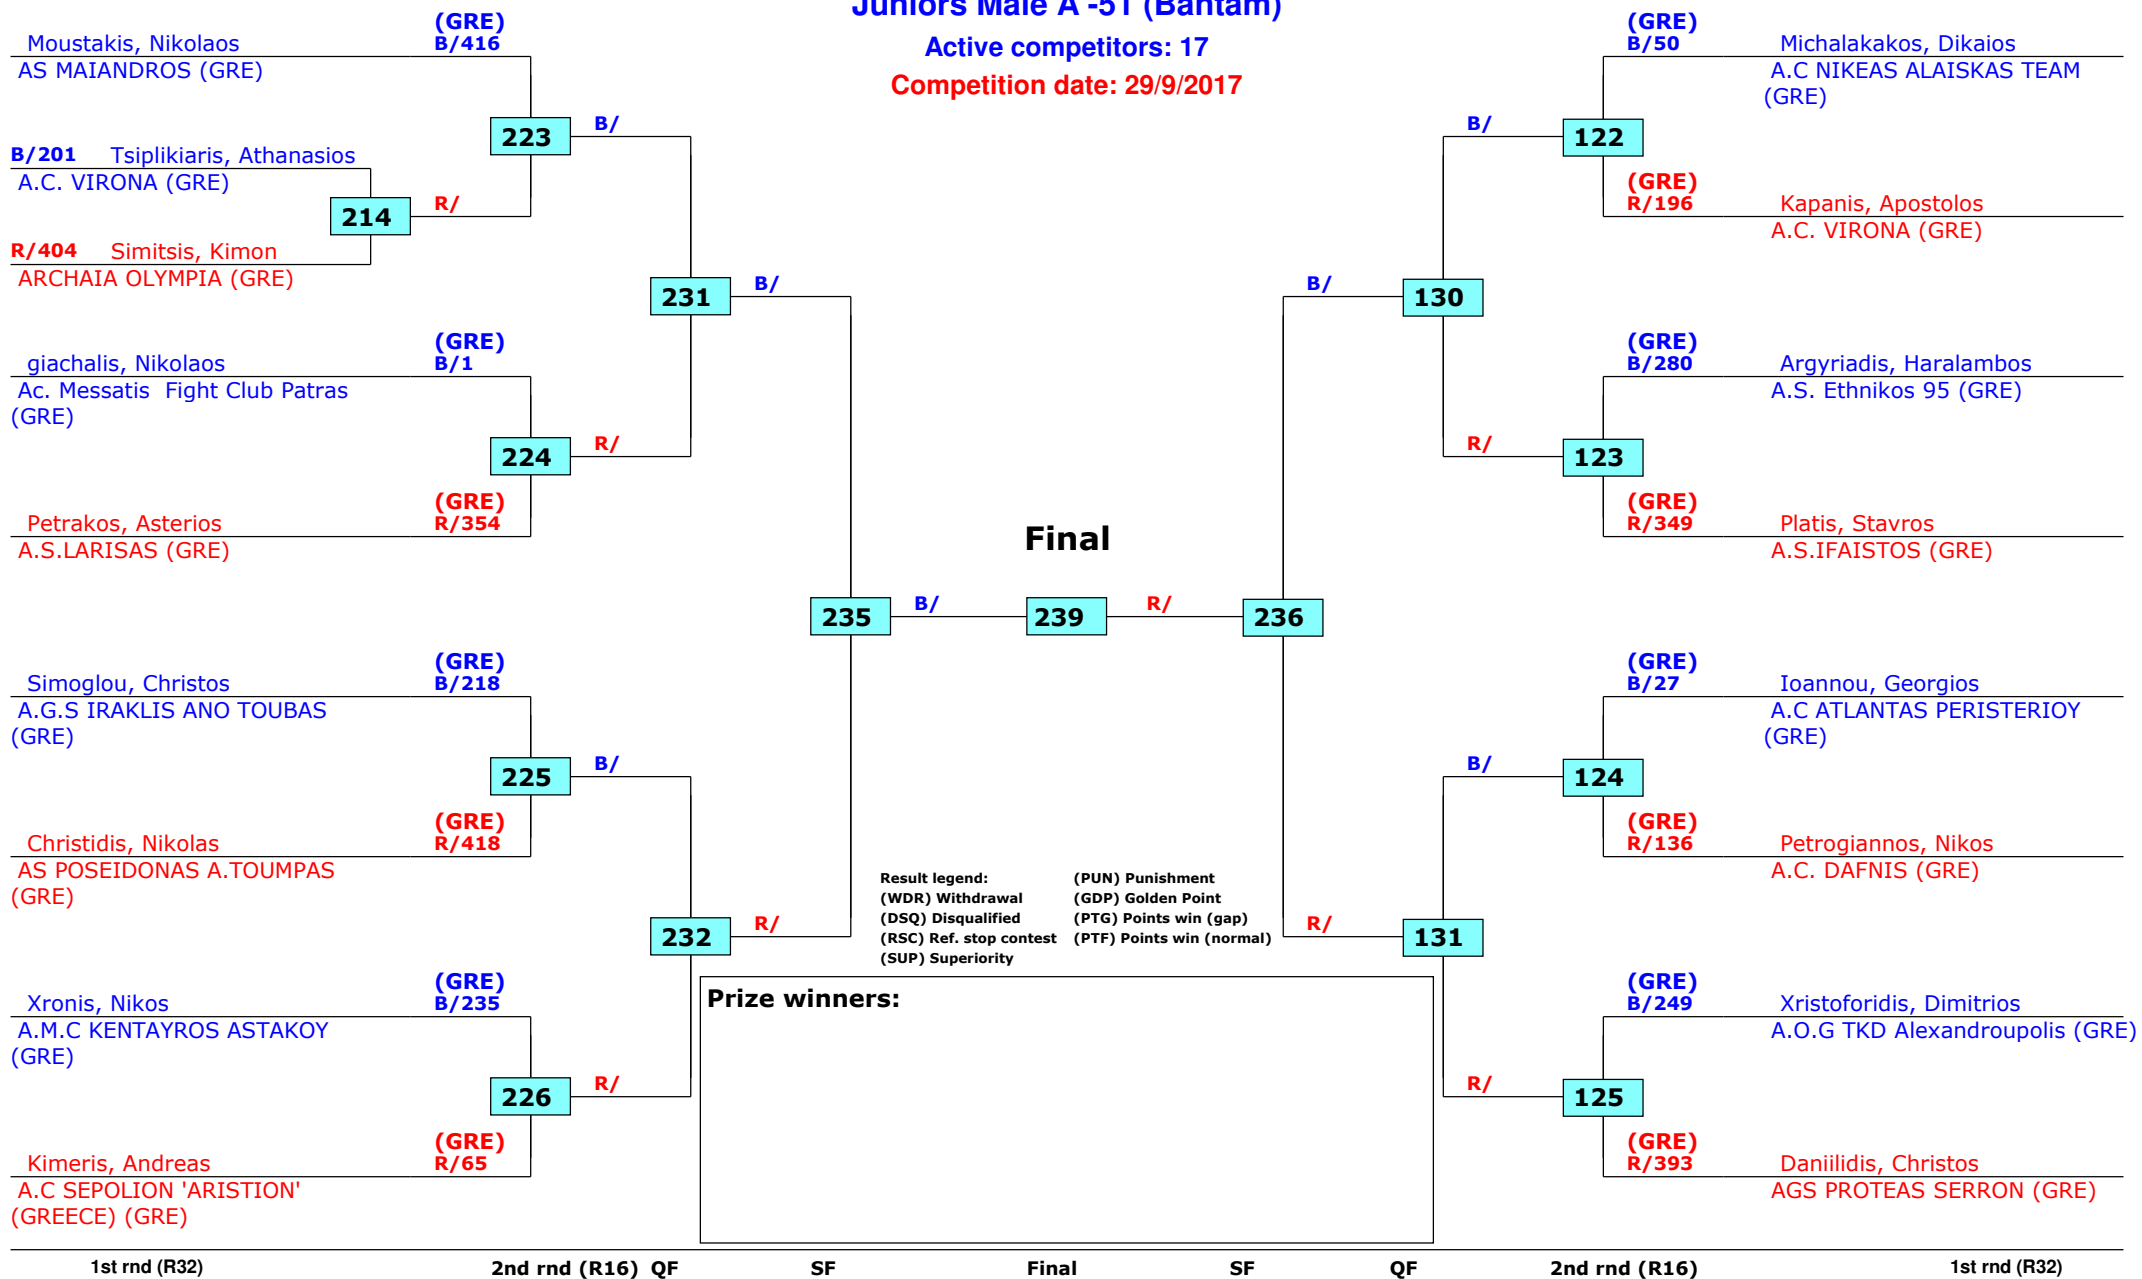 Juniors Male A -51 (Bantam)
Active competitors: 17
Competition date: 29/9/2017
(GRE)
Moustakis, Nikolaos B/416
AS MAIANDROS (GRE)
223
B/
B/201 Tsiplikiaris, Athanasios
A.C. VIRONA (GRE)
214
R/
R/404 Simitsis, Kimon
ARCHAIA OLYMPIA (GRE)
231
B/
(GRE)
giachalis, Nikolaos B/1
Ac. Messatis Fight Club Patras
(GRE)
224
R/
(GRE)
Petrakos, Asterios R/354
A.S.LARISAS (GRE)
235
B/
(GRE)
Simoglou, Christos B/218
A.G.S IRAKLIS ANO TOUBAS
(GRE)
225
B/
(GRE)
Christidis, Nikolas R/418
AS POSEIDONAS A.TOUMPAS
(GRE)
232
R/
(GRE)
Xronis, Nikos B/235
A.M.C KENTAYROS ASTAKOY
(GRE)
226
R/
(GRE)
Kimeris, Andreas R/65
A.C SEPOLION 'ARISTION'
(GREECE) (GRE)
Final
239
R/
236
(GRE)
B/50 Michalakakos, Dikaios
A.C NIKEAS ALAISKAS TEAM
(GRE)
B/
122
(GRE)
R/196 Kapanis, Apostolos
A.C. VIRONA (GRE)
B/
130
(GRE)
B/280 Argyriadis, Haralambos
A.S. Ethnikos 95 (GRE)
R/
123
(GRE)
R/349 Platis, Stavros
A.S.IFAISTOS (GRE)
(GRE)
B/27 Ioannou, Georgios
A.C ATLANTAS PERISTERIOY
(GRE)
B/
124
(GRE)
R/136 Petrogiannos, Nikos
A.C. DAFNIS (GRE)
R/
131
(GRE)
B/249 Xristoforidis, Dimitrios
A.O.G TKD Alexandroupolis (GRE)
R/
125
(GRE)
R/393 Daniilidis, Christos
AGS PROTEAS SERRON (GRE)
Result legend: (PUN) Punishment
(WDR) Withdrawal (GDP) Golden Point
(DSQ) Disqualified (PTG) Points win (gap)
(RSC) Ref. stop contest (PTF) Points win (normal)
(SUP) Superiority
Prize winners:
1st rnd (R32) 2nd rnd (R16) QF SF Final SF QF 2nd rnd (R16) 1st rnd (R32)